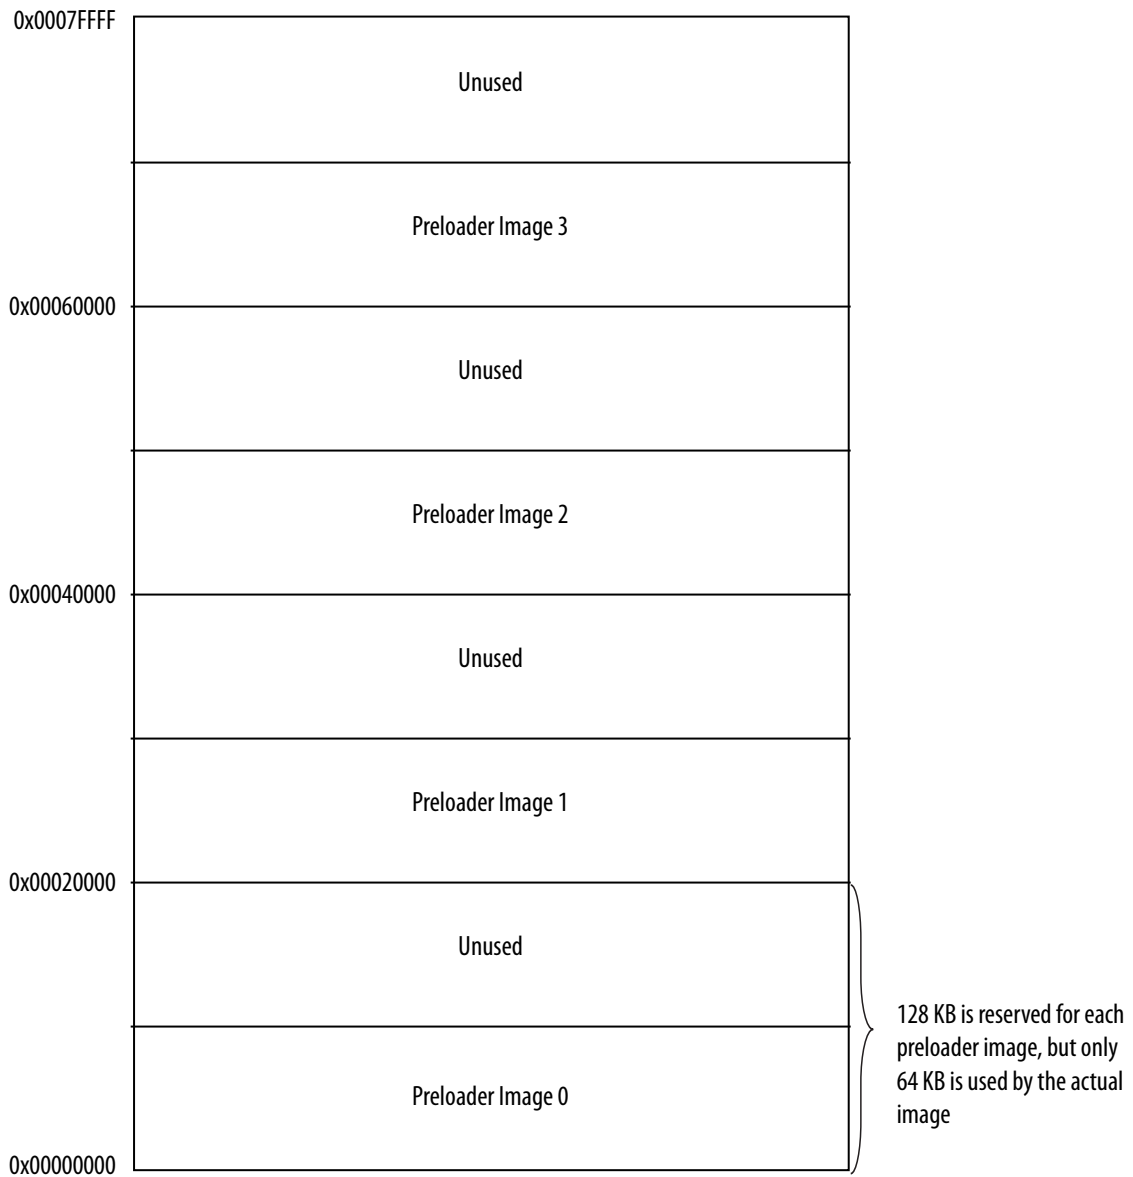 0x0007FFFF
Unused
Preloader Image 3
0x00060000
Unused
Preloader Image 2
0x00040000
Unused
Preloader Image 1
0x00020000
Unused
128 KB is reserved for each
preloader image, but only
64 KB is used by the actual
image
Preloader Image 0
0x00000000